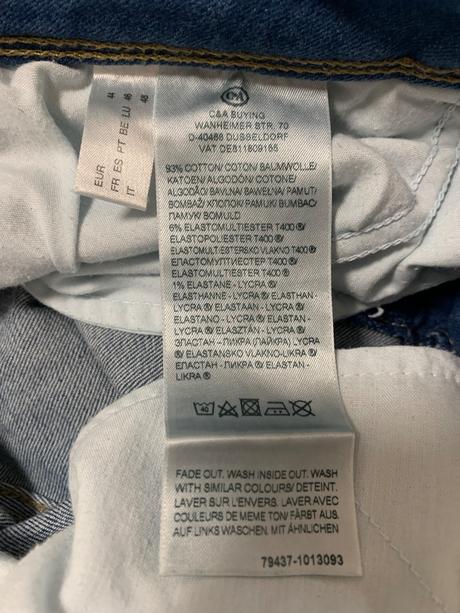 EUR 44
FR ES PT BE LU 46
IT 48
C&A
C&A BUYING
WANHEIMER STR. 70
D-40468 DUSSELDORF
VAT DE811809165
93% COTTON/ COTON/ BAUMWOLLE/
KATOEN/ ALGODÓN/ COTONE/
ALGODÃO/ BAVLNA/ BAWEŁNA/ PAMUT/
BOMBAŽ/ ХЛОПОК/ PAMUK/ BUMBAC/
ПАМУК/ BOMULD
6% ELASTOMULTIESTER T400®/
ELASTOPOLIESTER T400®/
ELASTOMULTIESTERSKO VLAKNO T400®/
ЕЛАСТОМУЛТИЕСТЕР T400®/
ELASTOMULTIESTER T400®
1% ELASTANE - LYCRA®/
ELASTHANNE - LYCRA®/ ELASTHAN -
LYCRA®/ ELASTAAN - LYCRA®/
ELASTANO - LYCRA®/ ELASTAN -
LYCRA®/ ELASZTÁN - LYCRA®/
ЭЛАСТАН – ЛИКРА (ЛАЙКРА) LYCRA
®/ ELASTANSKO VLAKNO-LIKRA®/
ЕЛАСТАН - ЛИКРА®/ ELASTAN -
LIKRA®
40
FADE OUT. WASH INSIDE OUT. WASH
WITH SIMILAR COLOURS/ DETEINT.
LAVER SUR L'ENVERS. LAVER AVEC
COULEURS DE MEME TON/ FÄRBT AUS.
AUF LINKS WASCHEN. MIT ÄHNLICHEN
79437-1013093